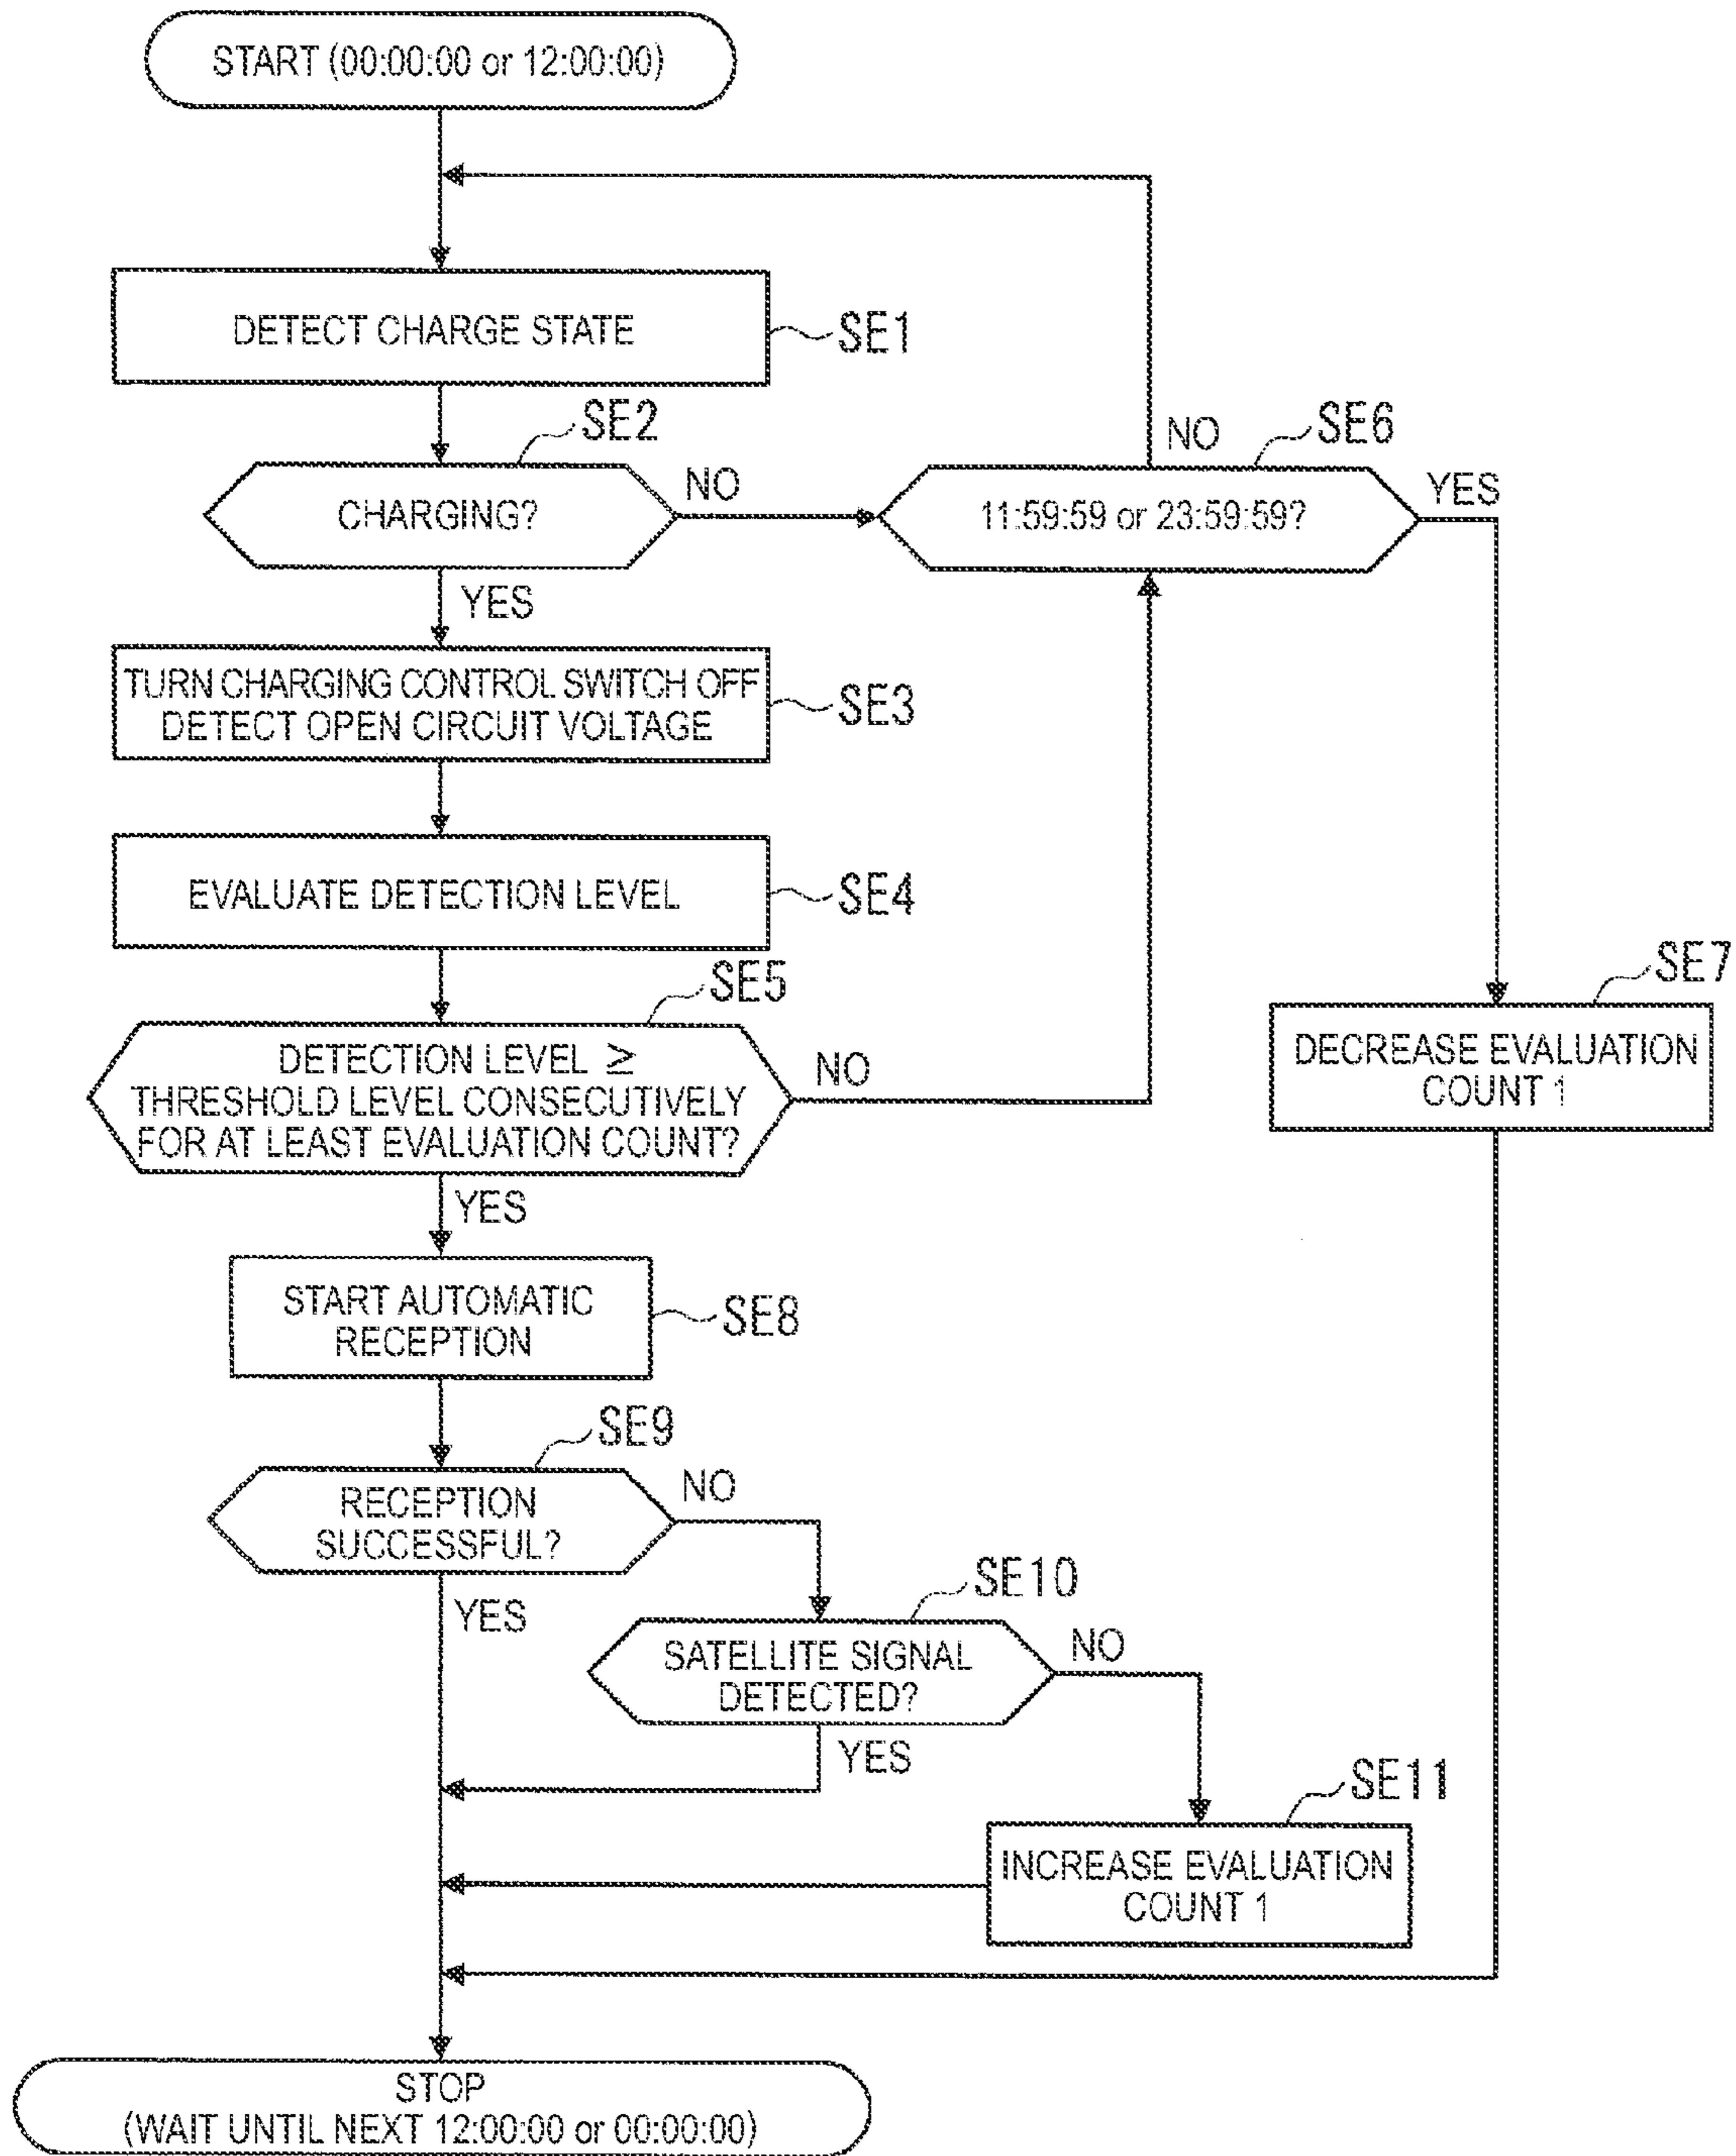 START (00:00:00 or 12:00:00)
DETECT CHARGE STATE
SE1
SE2
CHARGING?
NO
YES
SE6
NO
11:59:59 or 23:59:59?
YES
TURN CHARGING CONTROL SWITCH OFF
DETECT OPEN CIRCUIT VOLTAGE
SE3
EVALUATE DETECTION LEVEL
SE4
SE5
DETECTION LEVEL ≥
THRESHOLD LEVEL CONSECUTIVELY
FOR AT LEAST EVALUATION COUNT?
NO
YES
SE7
DECREASE EVALUATION
COUNT 1
START AUTOMATIC
RECEPTION
SE8
SE9
RECEPTION
SUCCESSFUL?
NO
YES
SE10
SATELLITE SIGNAL
DETECTED?
NO
YES
SE11
INCREASE EVALUATION
COUNT 1
STOP
(WAIT UNTIL NEXT 12:00:00 or 00:00:00)